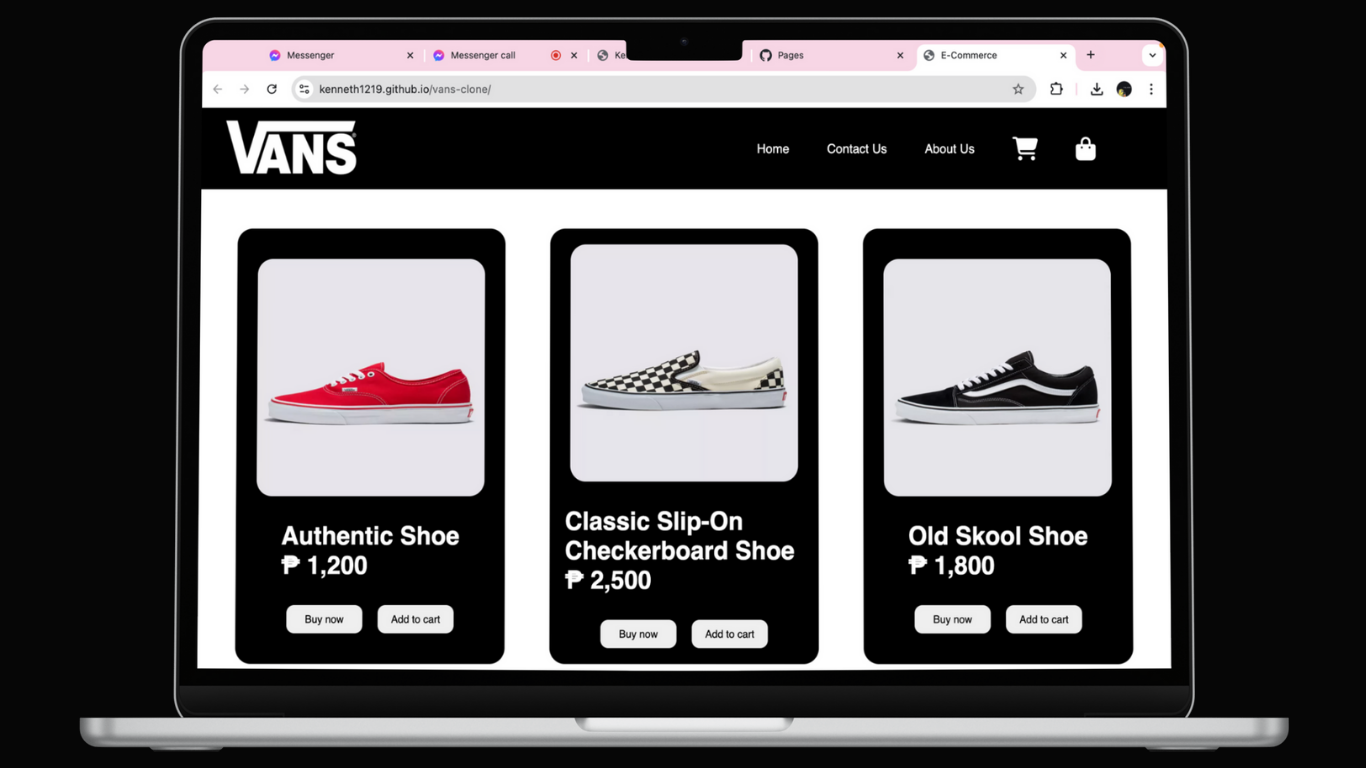 Messenger
Messenger call
Ke
Pages
E-Commerce
kenneth1219.github.io/vans-clone/
VANS
Home
Contact Us
About Us
Authentic Shoe
₱ 1,200
Buy now
Add to cart
Classic Slip-On
Checkerboard Shoe
₱ 2,500
Buy now
Add to cart
Old Skool Shoe
₱ 1,800
Buy now
Add to cart